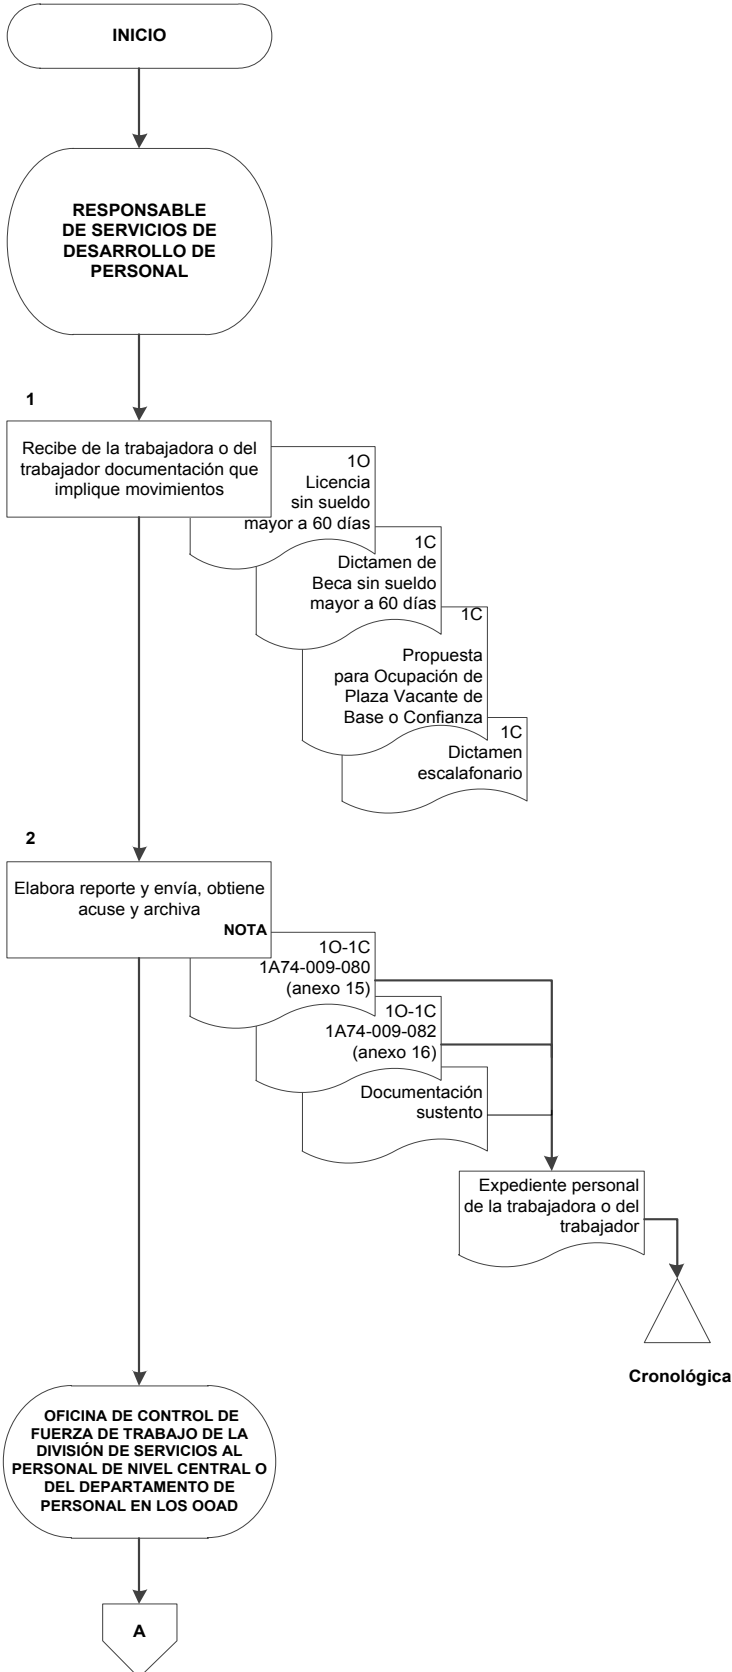 INICIO
RESPONSABLE
DE SERVICIOS DE
DESARROLLO DE
PERSONAL
1
Recibe de la trabajadora o del
trabajador documentación que
implique movimientos
1O
Licencia
sin sueldo
mayor a 60 días
1C
Dictamen de
Beca sin sueldo
mayor a 60 días
1C
Propuesta
para Ocupación de
Plaza Vacante de
Base o Confianza
1C
Dictamen
escalafonario
2
Elabora reporte y envía, obtiene
acuse y archiva
NOTA
1O-1C
1A74-009-080
(anexo 15)
1O-1C
1A74-009-082
(anexo 16)
Documentación
sustento
Expediente personal
de la trabajadora o del
trabajador
Cronológica
OFICINA DE CONTROL DE
FUERZA DE TRABAJO DE LA
DIVISIÓN DE SERVICIOS AL
PERSONAL DE NIVEL CENTRAL O
DEL DEPARTAMENTO DE
PERSONAL EN LOS OOAD
A